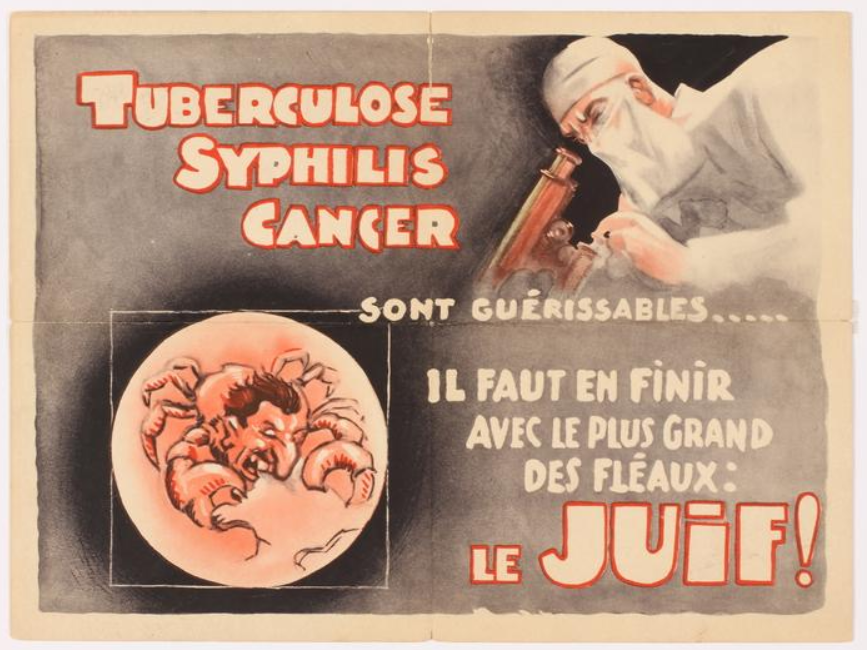 TUBERCULOSE
SYPHILIS
CANCER
SONT GUÉRISSABLES.....
IL FAUT EN FINIR
AVEC LE PLUS GRAND
DES FLÉAUX:
LE JUIF!